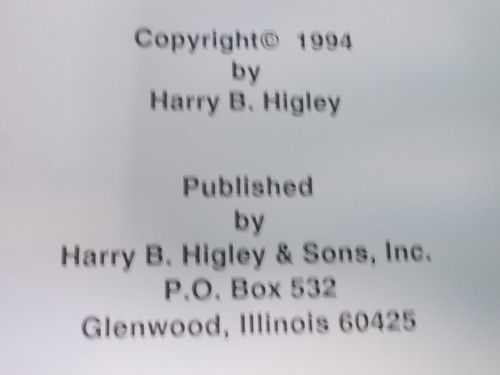 Copyright© 1994
by
Harry B. Higley
Published
by
Harry B. Higley & Sons, Inc.
P.O. Box 532
Glenwood, Illinois 60425